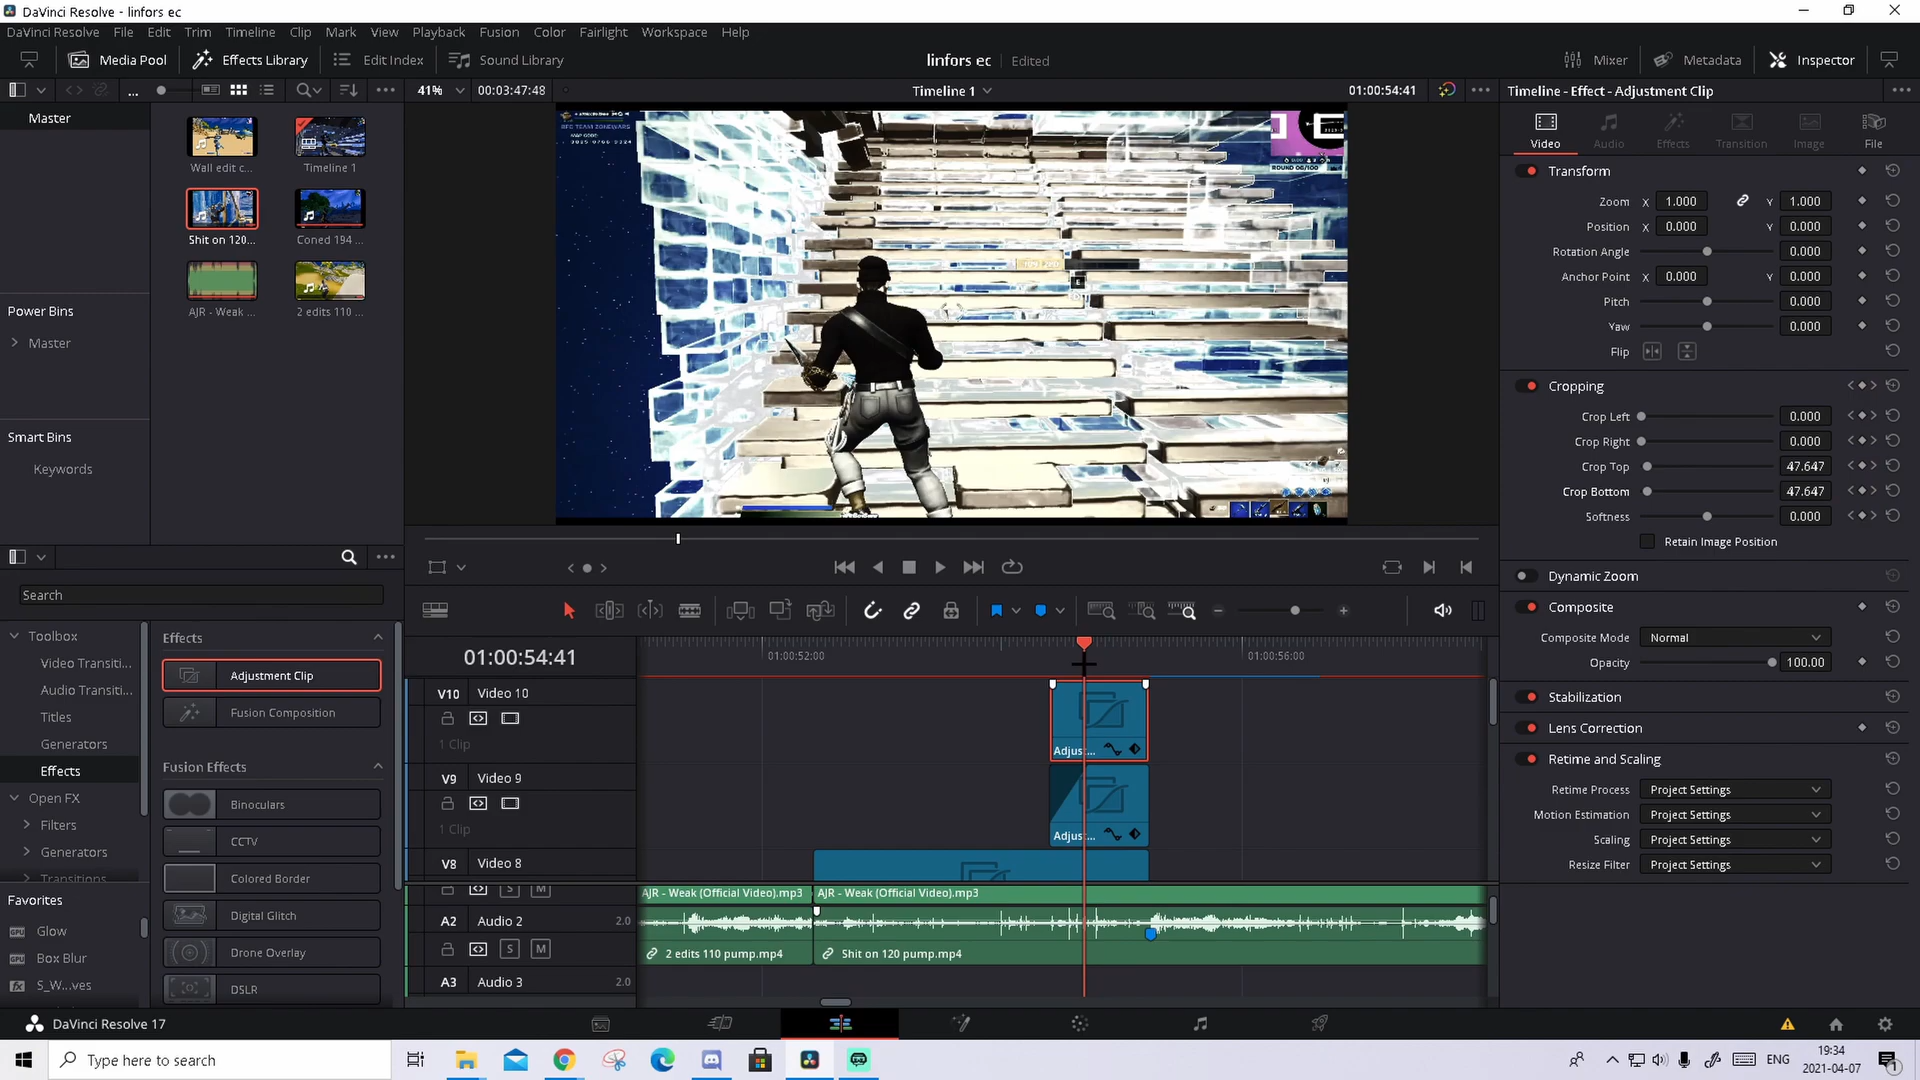 DaVinci Resolve - linfors ec
DaVinci Resolve File Edit Trim Timeline Clip Mark View Playback Fusion Color Fairlight Workspace Help
Media Pool Effects Library Edit Index Sound Library linfors ec Edited Mixer Metadata Inspector
... 41% 00:03:47:48 Timeline 1 01:00:54:41 Timeline - Effect - Adjustment Clip
Master
Wall edit c...
Timeline 1
Shit on 120...
Coned 194 ...
AJR - Weak ...
2 edits 110 ...
Power Bins
Master
Smart Bins
Keywords
Video Audio Effects Transition Image File
Transform
Zoom X 1.000 Y 1.000
Position X 0.000 Y 0.000
Rotation Angle 0.000
Anchor Point X 0.000 Y 0.000
Pitch 0.000
Yaw 0.000
Flip
Cropping
Crop Left 0.000
Crop Right 0.000
Crop Top 47.647
Crop Bottom 47.647
Softness 0.000
Retain Image Position
Dynamic Zoom
Composite
Composite Mode Normal
Opacity 100.00
Stabilization
Lens Correction
Retime and Scaling
Retime Process Project Settings
Motion Estimation Project Settings
Scaling Project Settings
Resize Filter Project Settings
Search
Toolbox
Video Transiti...
Audio Transiti...
Titles
Generators
Effects
Open FX
Filters
Generators
Transitions
Favorites
Glow
Box Blur
S_W...ves
Effects
Adjustment Clip
Fusion Composition
Fusion Effects
Binoculars
CCTV
Colored Border
Digital Glitch
Drone Overlay
DSLR
01:00:54:41 01:00:52:00 01:00:56:00
V10 Video 10
1 Clip
Adjus...
V9 Video 9
1 Clip
Adjus...
V8 Video 8
S M AJR - Weak (Official Video).mp3 AJR - Weak (Official Video).mp3
A2 Audio 2 2.0
S M 2 edits 110 pump.mp4 Shit on 120 pump.mp4
A3 Audio 3 2.0
DaVinci Resolve 17
Type here to search
ENG
19:34
2021-04-07
1